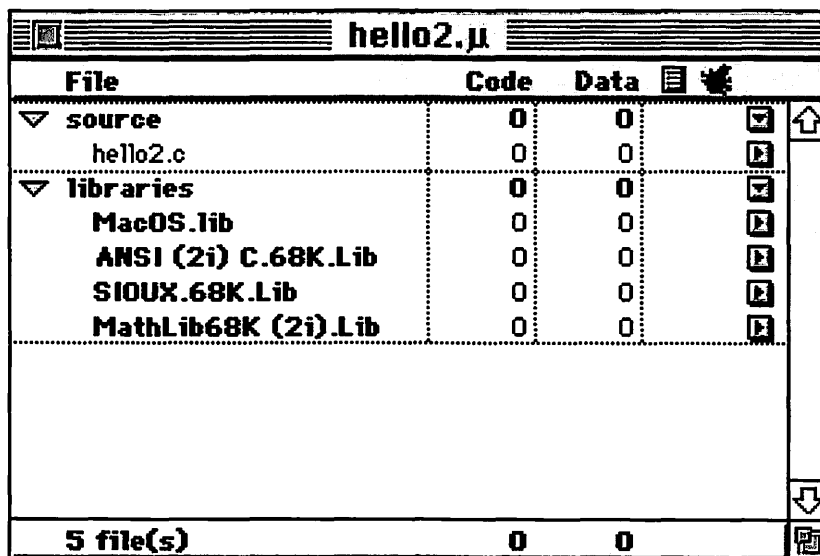 hello2.µ
File Code Data
source 0 0
hello2.c 0 0
libraries 0 0
MacOS.lib 0 0
ANSI (2i) C.68K.Lib 0 0
SIOUX.68K.Lib 0 0
MathLib68K (2i).Lib 0 0
5 file(s) 0 0